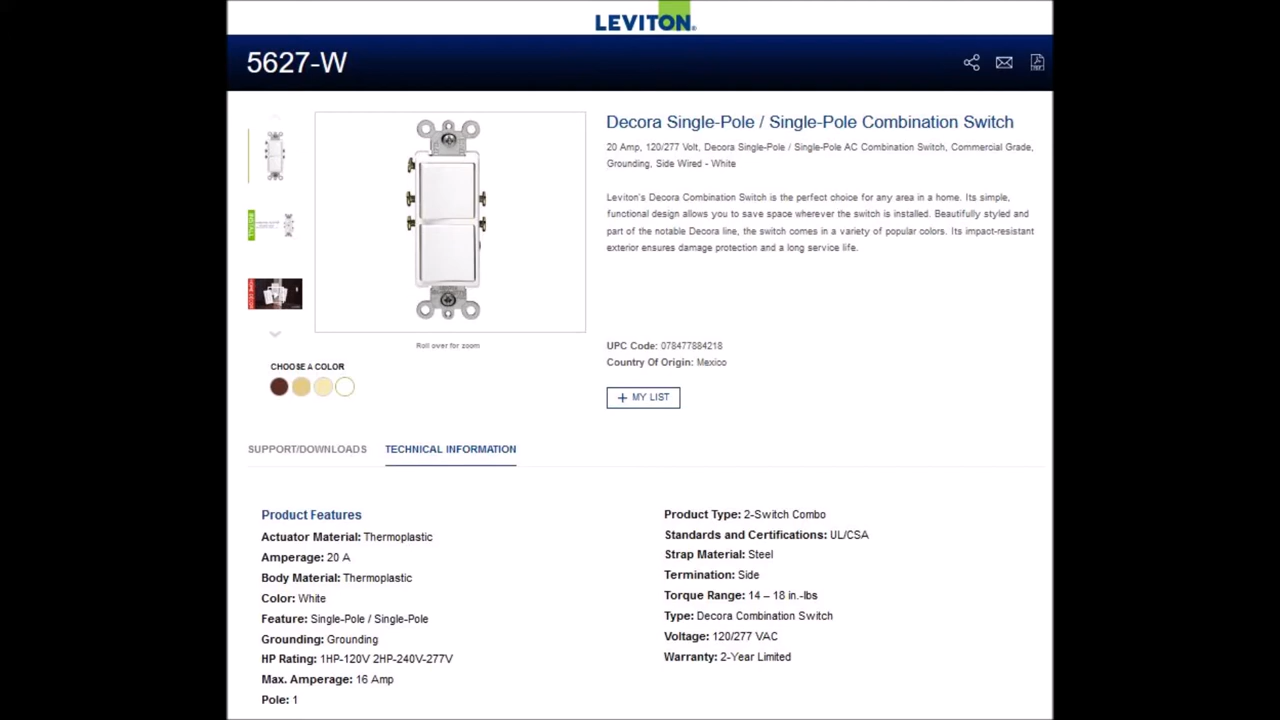 LEVITON®
5627-W
Decora Single-Pole / Single-Pole Combination Switch
20 Amp, 120/277 Volt, Decora Single-Pole / Single-Pole AC Combination Switch, Commercial Grade,
Grounding, Side Wired - White
Leviton's Decora Combination Switch is the perfect choice for any area in a home. Its simple,
functional design allows you to save space wherever the switch is installed. Beautifully styled and
part of the notable Decora line, the switch comes in a variety of popular colors. Its impact-resistant
exterior ensures damage protection and a long service life.
Roll over for zoom
UPC Code: 078477884218
Country Of Origin: Mexico
CHOOSE A COLOR
+ MY LIST
SUPPORT/DOWNLOADS TECHNICAL INFORMATION
Product Features
Actuator Material: Thermoplastic
Amperage: 20 A
Body Material: Thermoplastic
Color: White
Feature: Single-Pole / Single-Pole
Grounding: Grounding
HP Rating: 1HP-120V 2HP-240V-277V
Max. Amperage: 16 Amp
Pole: 1
Product Type: 2-Switch Combo
Standards and Certifications: UL/CSA
Strap Material: Steel
Termination: Side
Torque Range: 14 – 18 in.-lbs
Type: Decora Combination Switch
Voltage: 120/277 VAC
Warranty: 2-Year Limited